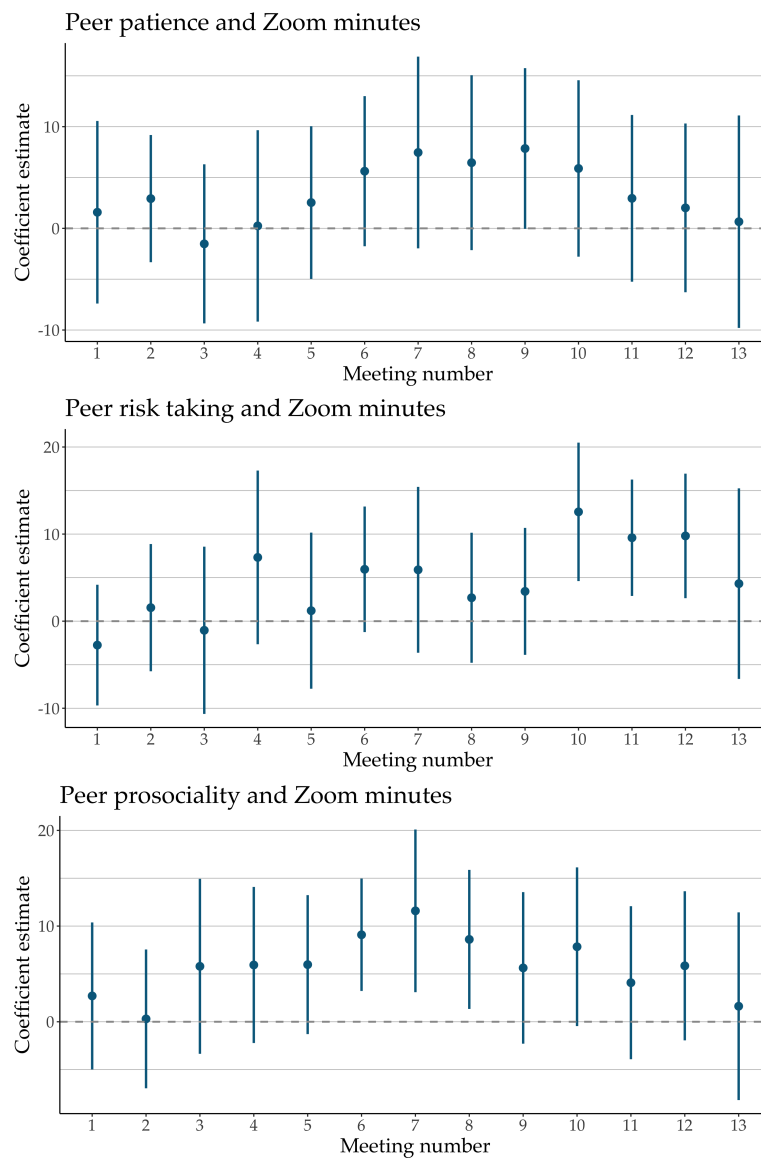 Peer patience and Zoom minutes
Coefficient estimate
10
0
-10
1 2 3 4 5 6 7 8 9 10 11 12 13
Meeting number
Peer risk taking and Zoom minutes
Coefficient estimate
20
10
0
-10
1 2 3 4 5 6 7 8 9 10 11 12 13
Meeting number
Peer prosociality and Zoom minutes
Coefficient estimate
20
10
0
1 2 3 4 5 6 7 8 9 10 11 12 13
Meeting number